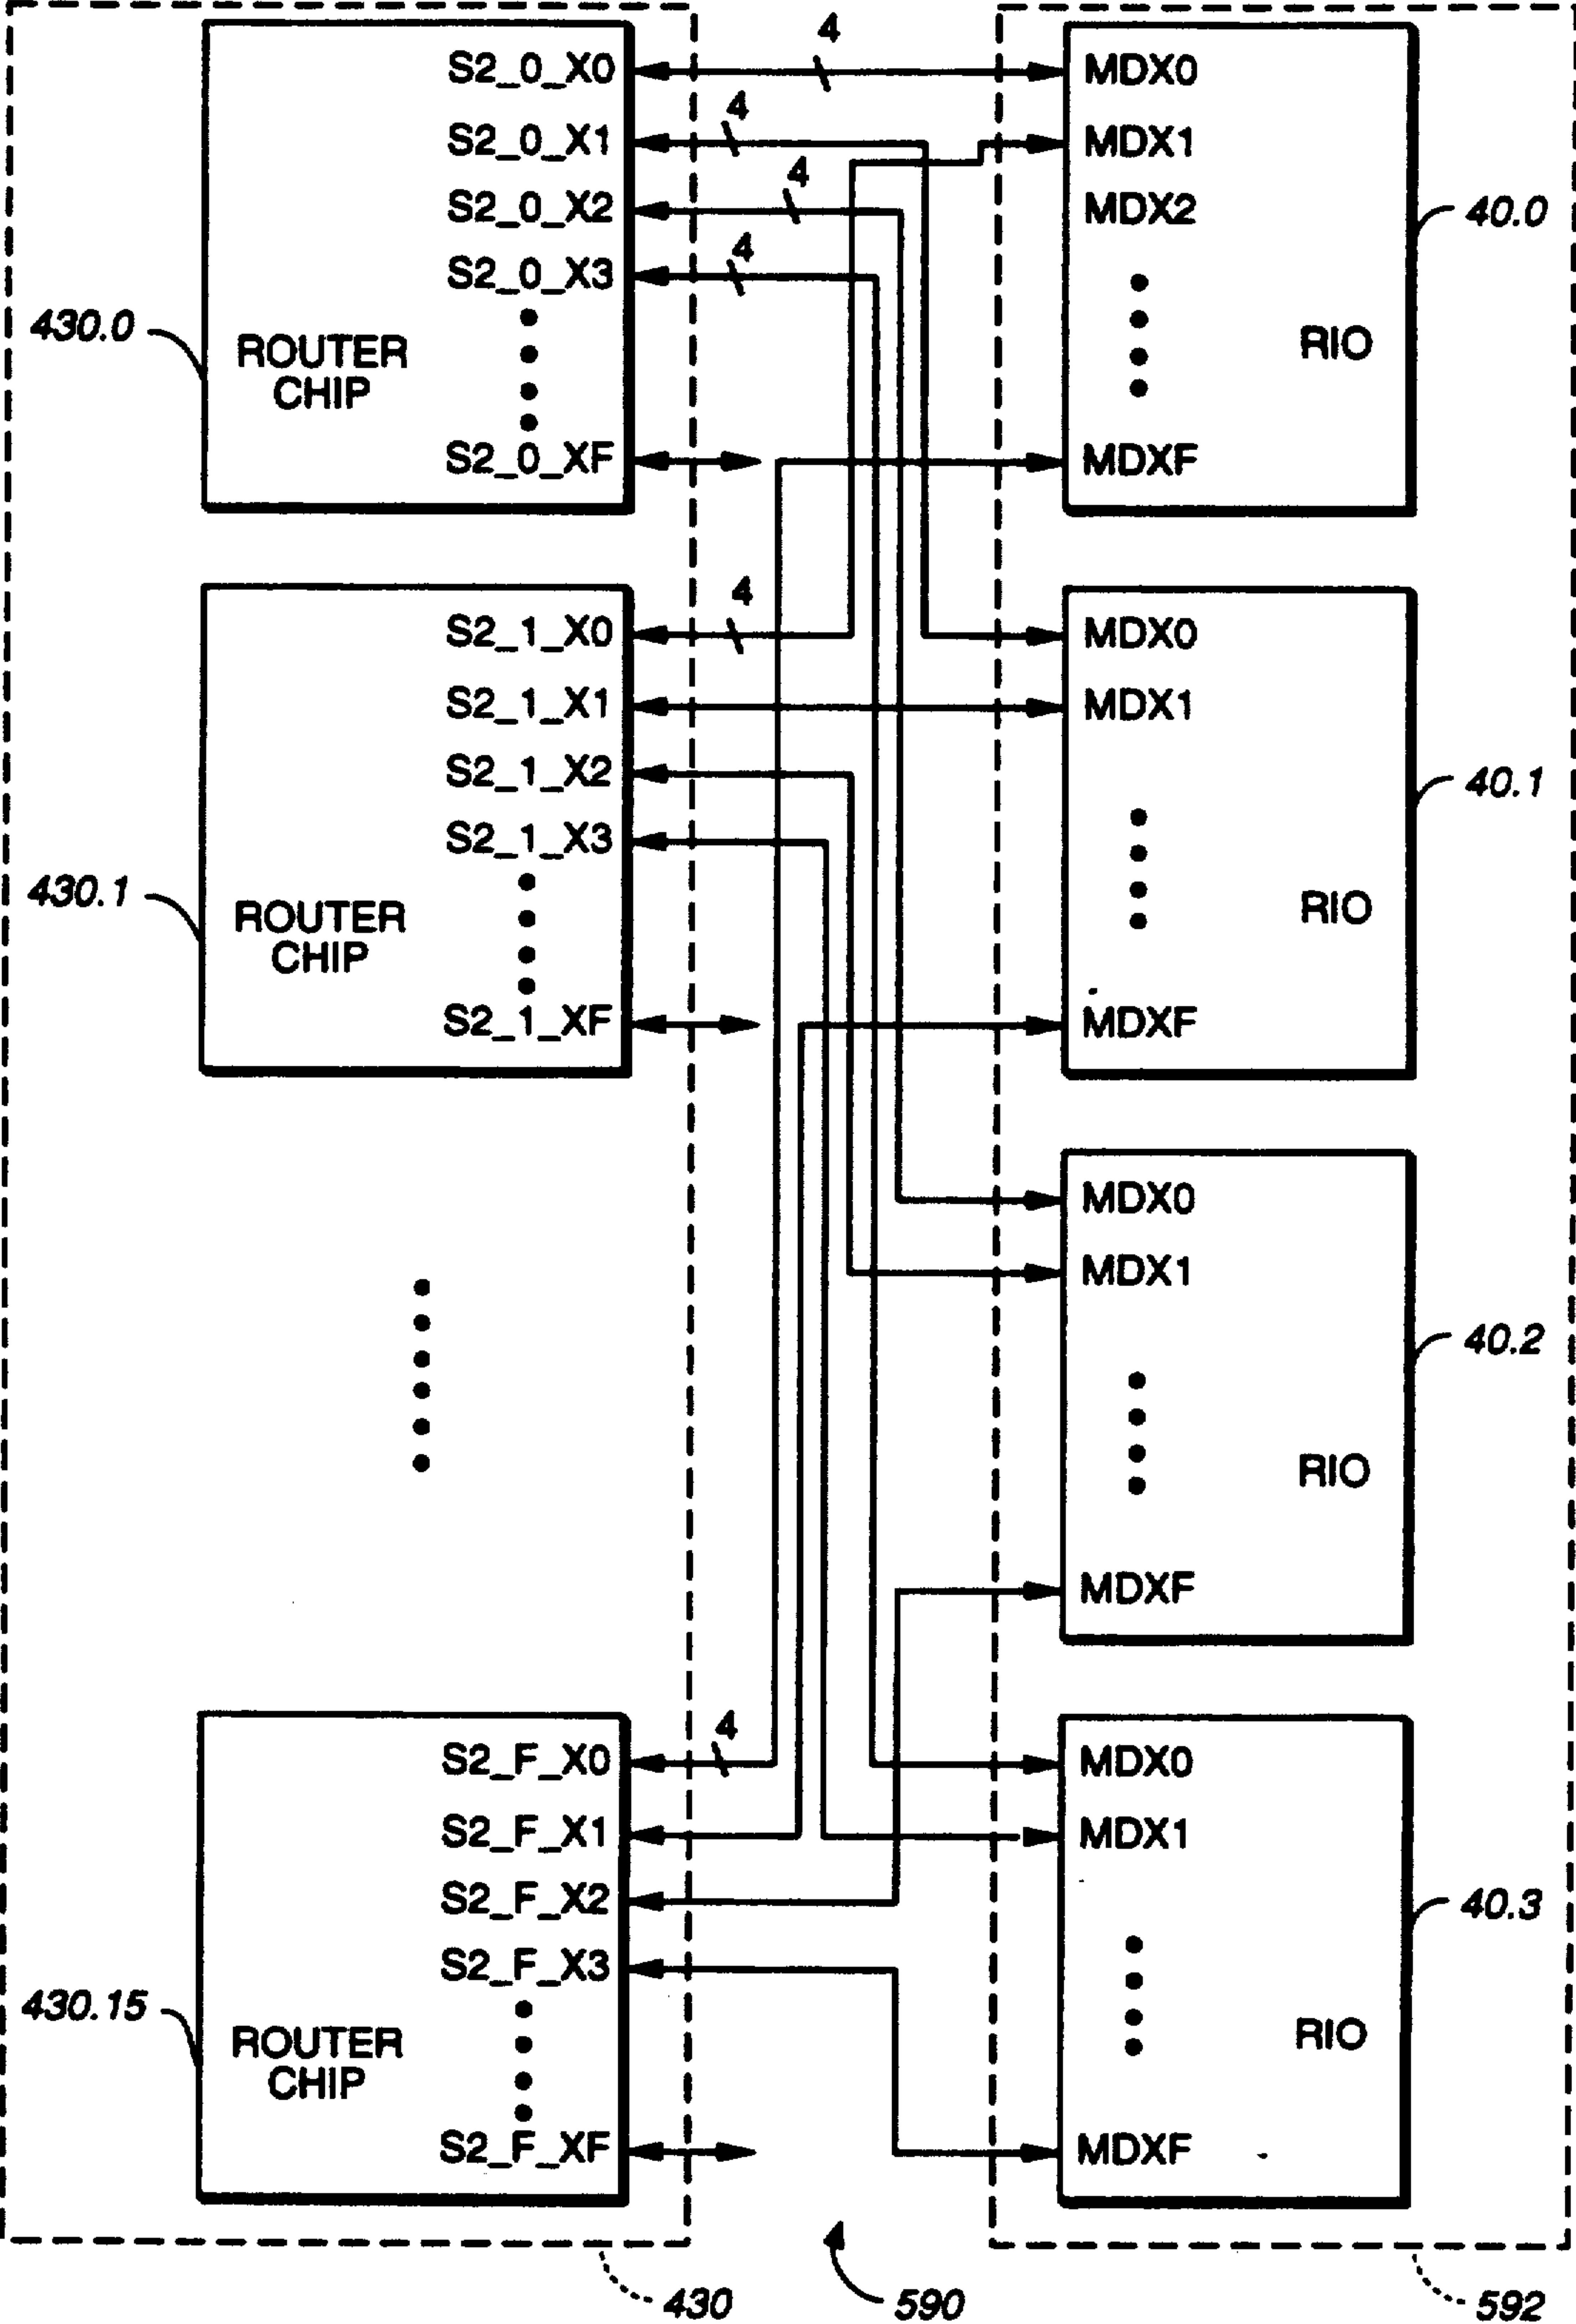 4
S2_0_X0
MDX0
4
S2_0_X1
MDX1
4
S2_0_X2
MDX2
40.0
4
S2_0_X3
430.0
ROUTER
CHIP
RIO
S2_0_XF
MDXF
4
S2_1_X0
MDX0
S2_1_X1
MDX1
S2_1_X2
40.1
S2_1_X3
430.1
ROUTER
CHIP
RIO
S2_1_XF
MDXF
MDX0
MDX1
40.2
RIO
MDXF
4
S2_F_X0
MDX0
S2_F_X1
MDX1
S2_F_X2
40.3
S2_F_X3
430.15
ROUTER
CHIP
RIO
S2_F_XF
MDXF
430
590
592